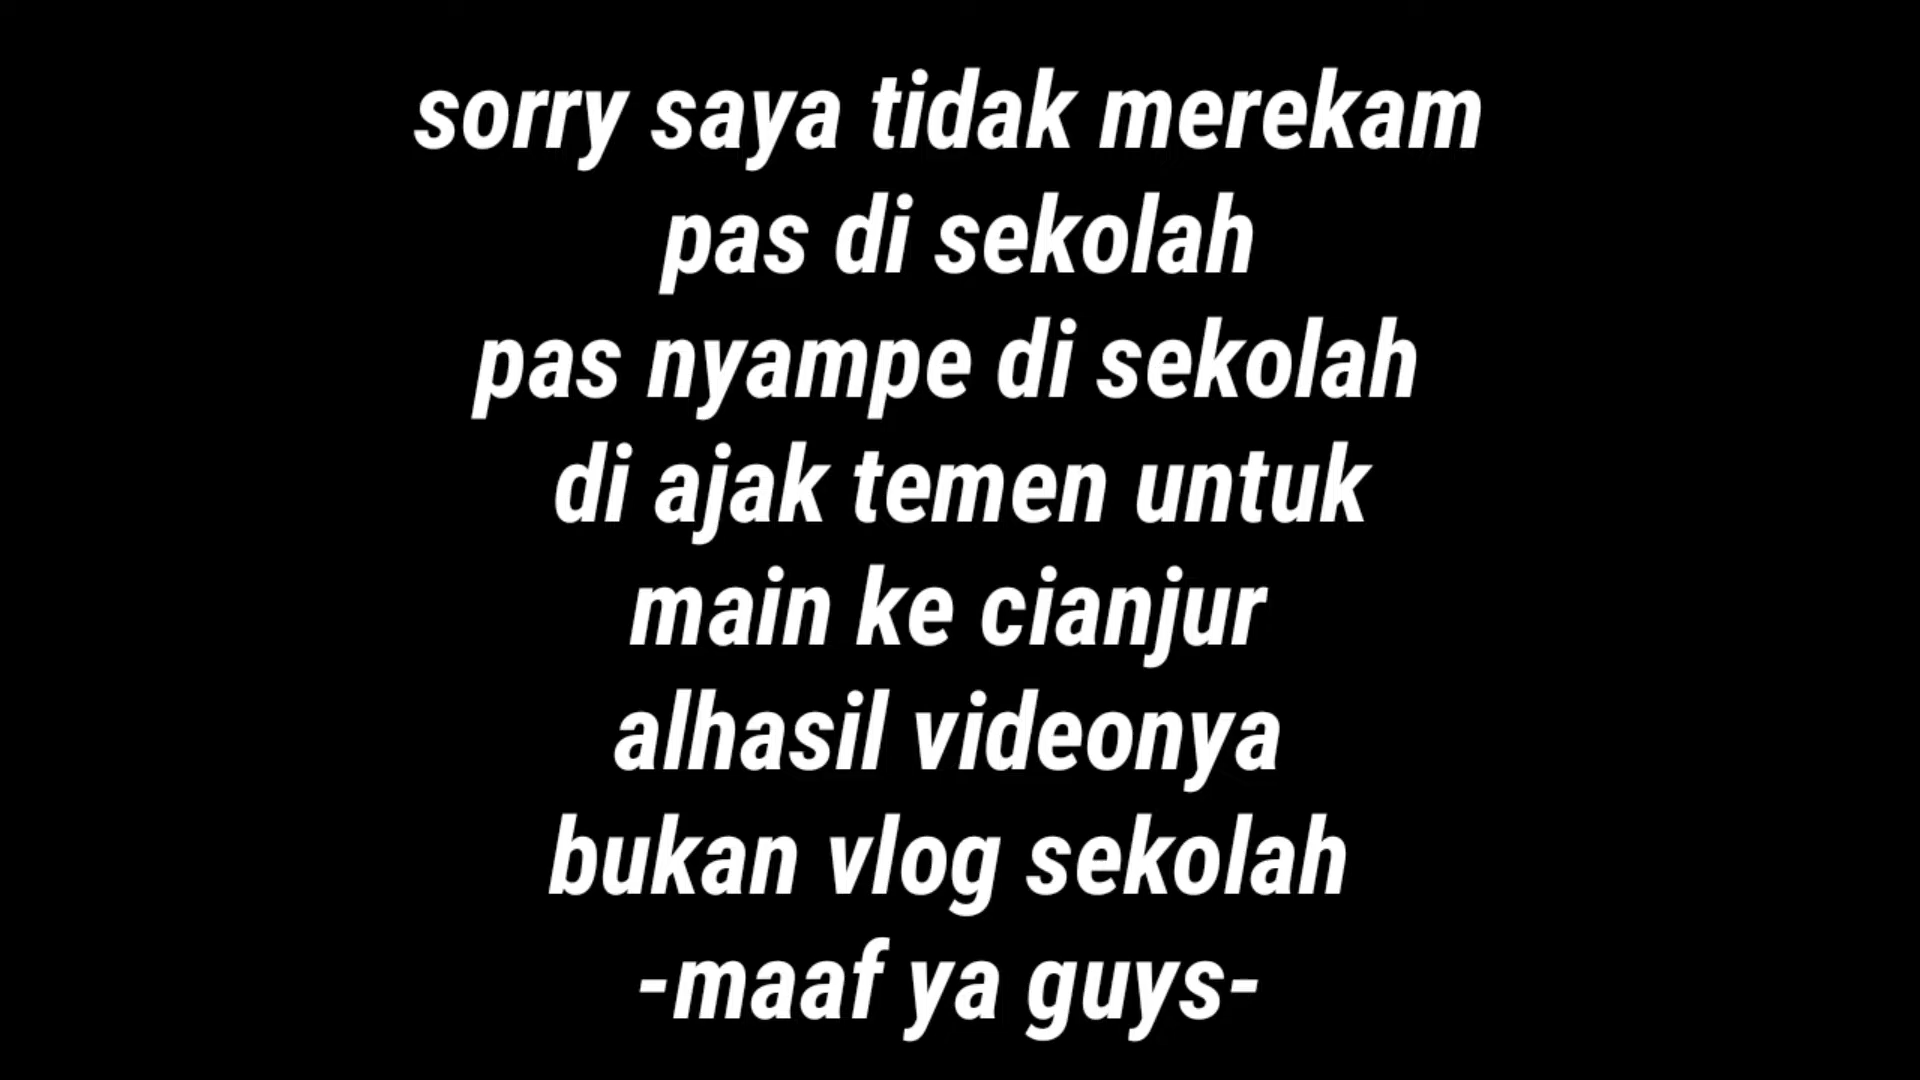 sorry saya tidak merekam
pas di sekolah
pas nyampe di sekolah
di ajak temen untuk
main ke cianjur
alhasil videonya
bukan vlog sekolah
-maaf ya guys-